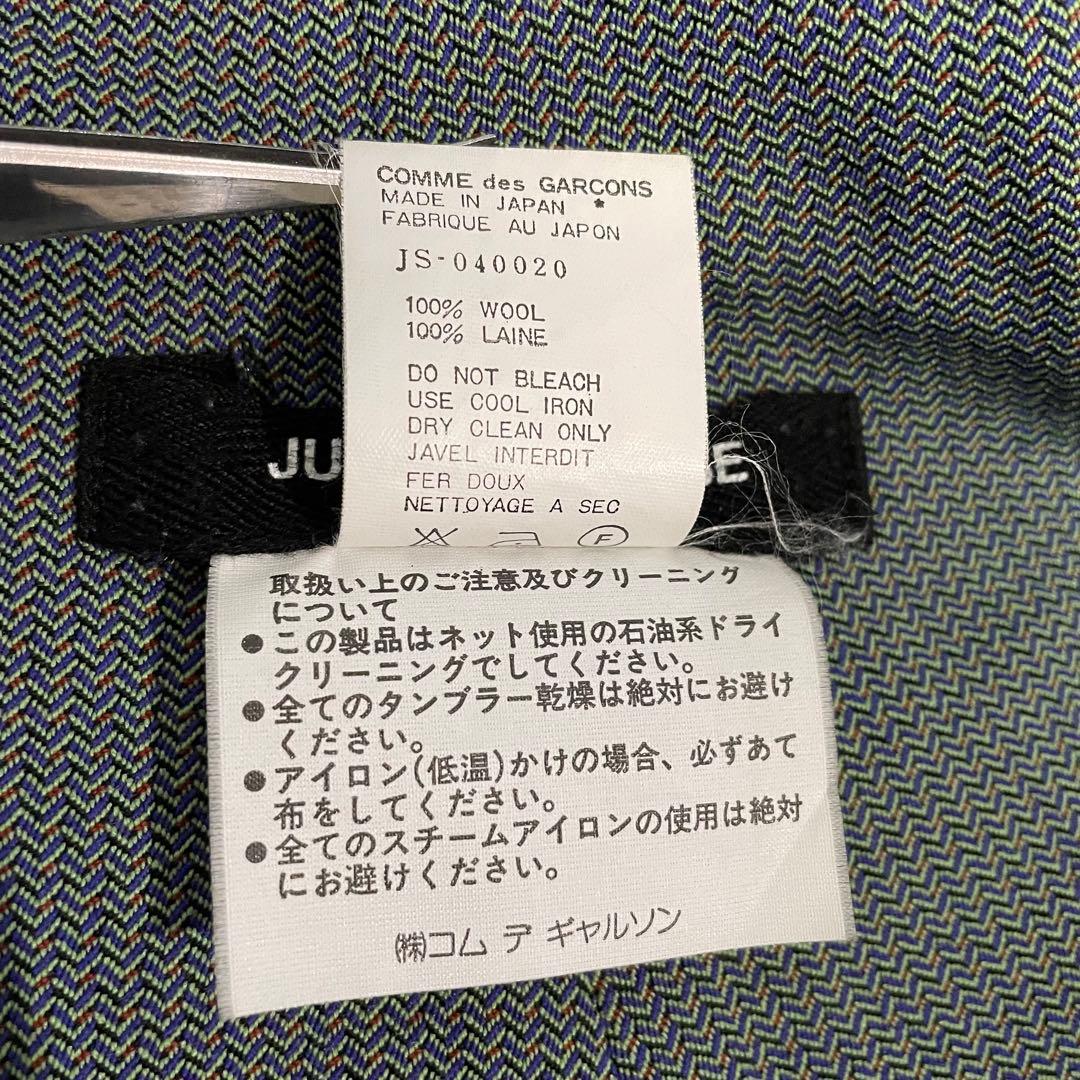 COMME des GARCONS
MADE IN JAPAN *
FABRIQUE AU JAPON
JS-040020
100% WOOL
100% LAINE
DO NOT BLEACH
USE COOL IRON
DRY CLEAN ONLY
JAVEL INTERDIT
FER DOUX
NETTOYAGE A SEC
F
取扱い上のご注意及びクリーニング
について
●この製品はネット使用の石油系ドライ
クリーニングでしてください。
●全てのタンブラー乾燥は絶対にお避け
ください。
●アイロン(低温)かけの場合、必ずあて
布をしてください。
●全てのスチームアイロンの使用は絶対
にお避けください。
㈱コム デ ギャルソン